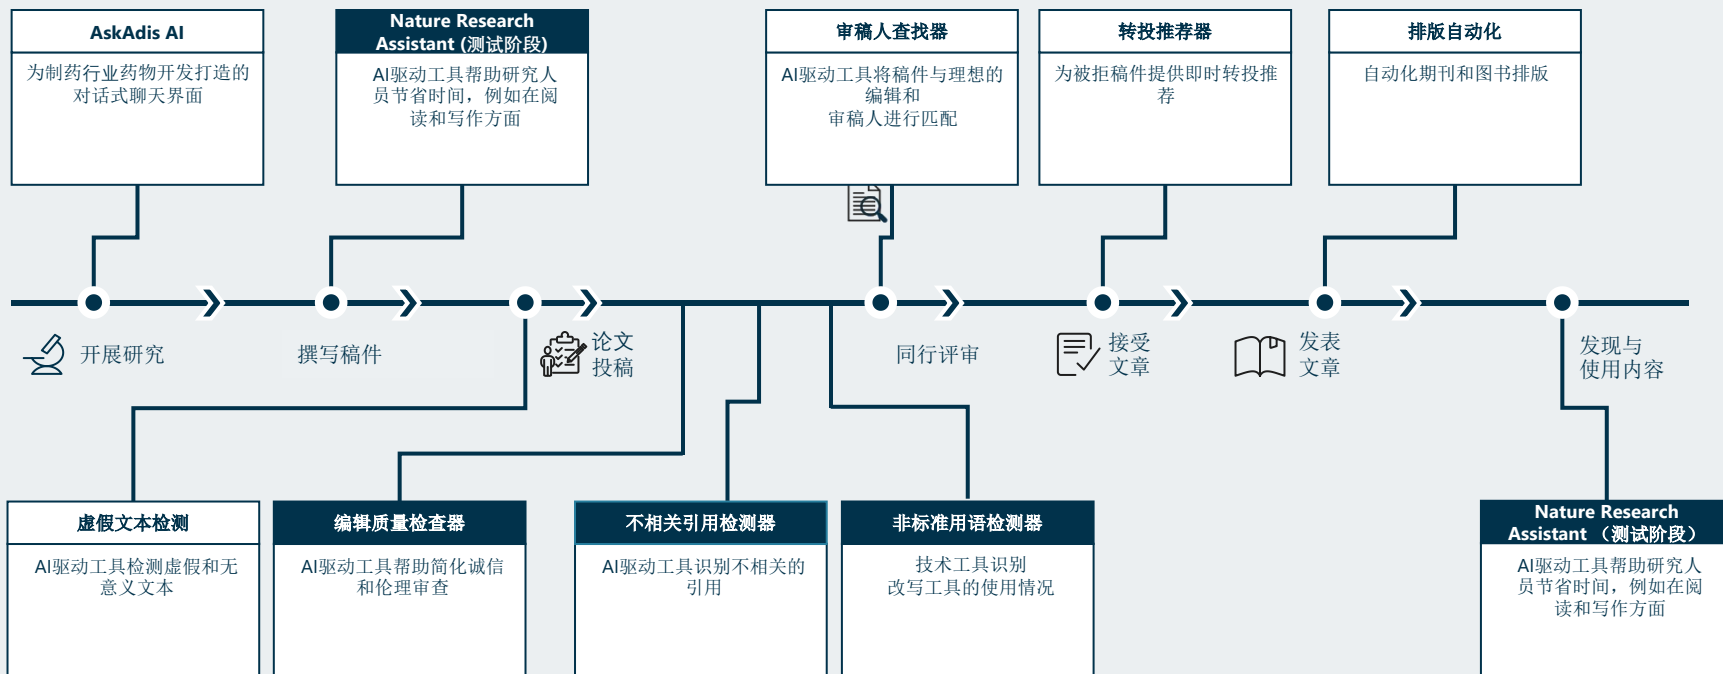 AskAdis AI
为制药行业药物开发打造的
对话式聊天界面
Nature Research
Assistant (测试阶段)
AI驱动工具帮助研究人
员节省时间，例如在阅
读和写作方面
审稿人查找器
AI驱动工具将稿件与理想的
编辑和
审稿人进行匹配
转投推荐器
为被拒稿件提供即时转投推
荐
排版自动化
自动化期刊和图书排版
开展研究
撰写稿件
论文
投稿
同行评审
接受
文章
发表
文章
发现与
使用内容
虚假文本检测
AI驱动工具检测虚假和无
意义文本
编辑质量检查器
AI驱动工具帮助简化诚信
和伦理审查
不相关引用检测器
AI驱动工具识别不相关的
引用
非标准用语检测器
技术工具识别
改写工具的使用情况
Nature Research
Assistant （测试阶段）
AI驱动工具帮助研究人
员节省时间，例如在阅
读和写作方面